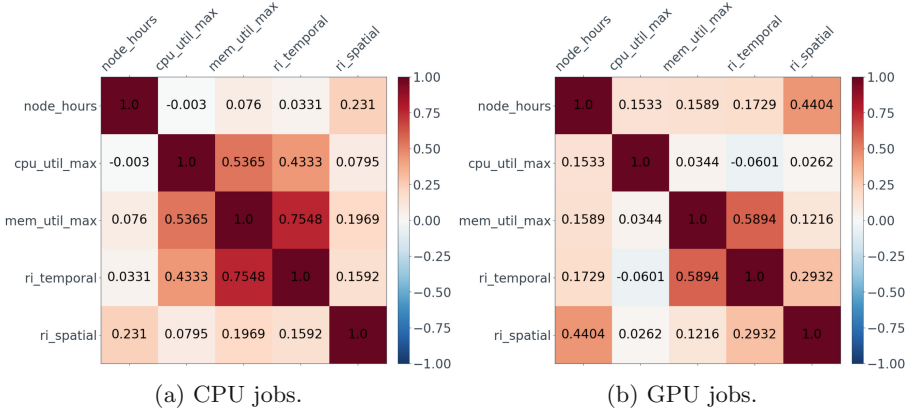 node_hours cpu_util_max mem_util_max ri_temporal ri_spatial
node_hours 1.0 -0.003 0.076 0.0331 0.231
cpu_util_max -0.003 1.0 0.5365 0.4333 0.0795
mem_util_max 0.076 0.5365 1.0 0.7548 0.1969
ri_temporal 0.0331 0.4333 0.7548 1.0 0.1592
ri_spatial 0.231 0.0795 0.1969 0.1592 1.0
1.00
0.75
0.50
0.25
0.00
−0.25
−0.50
−0.75
−1.00
(a) CPU jobs.
node_hours cpu_util_max mem_util_max ri_temporal ri_spatial
node_hours 1.0 0.1533 0.1589 0.1729 0.4404
cpu_util_max 0.1533 1.0 0.0344 -0.0601 0.0262
mem_util_max 0.1589 0.0344 1.0 0.5894 0.1216
ri_temporal 0.1729 -0.0601 0.5894 1.0 0.2932
ri_spatial 0.4404 0.0262 0.1216 0.2932 1.0
1.00
0.75
0.50
0.25
0.00
−0.25
−0.50
−0.75
−1.00
(b) GPU jobs.